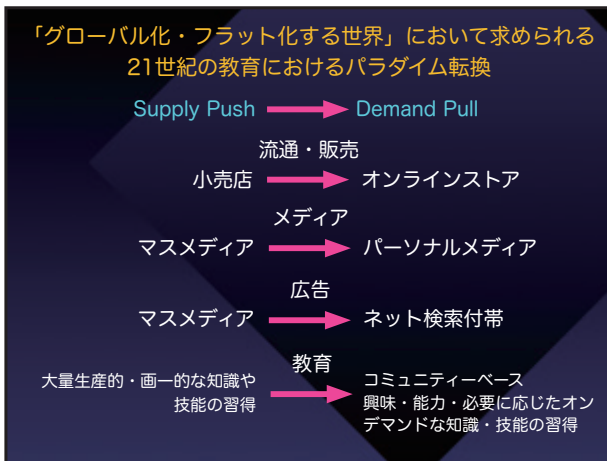 「グローバル化・フラット化する世界」において求められる
21世紀の教育におけるパラダイム転換
Supply Push Demand Pull
流通・販売
小売店 オンラインストア
メディア
マスメディア パーソナルメディア
広告
マスメディア ネット検索付帯
教育
大量生産的・画一的な知識や
技能の習得
コミュニティーベース
興味・能力・必要に応じたオン
デマンドな知識・技能の習得